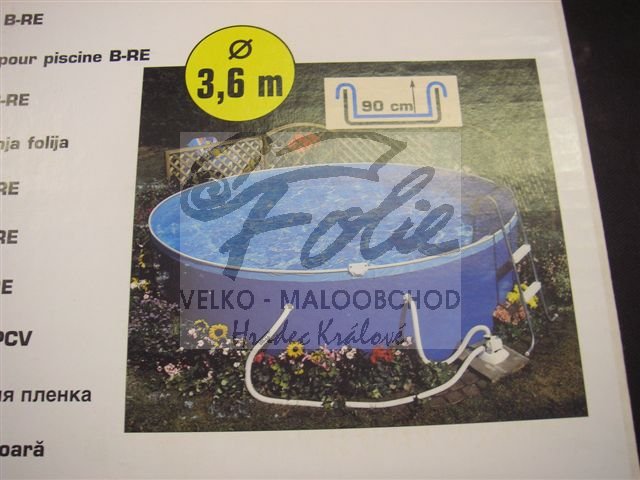 B-RE
pour piscine B-RE
-RE
nja folija
-RE
RE
E
PCV
ия пленка
oară
Ø
3,6 m
90 cm
Folie
VELKO - MALOOBCHOD
Hradec Králové